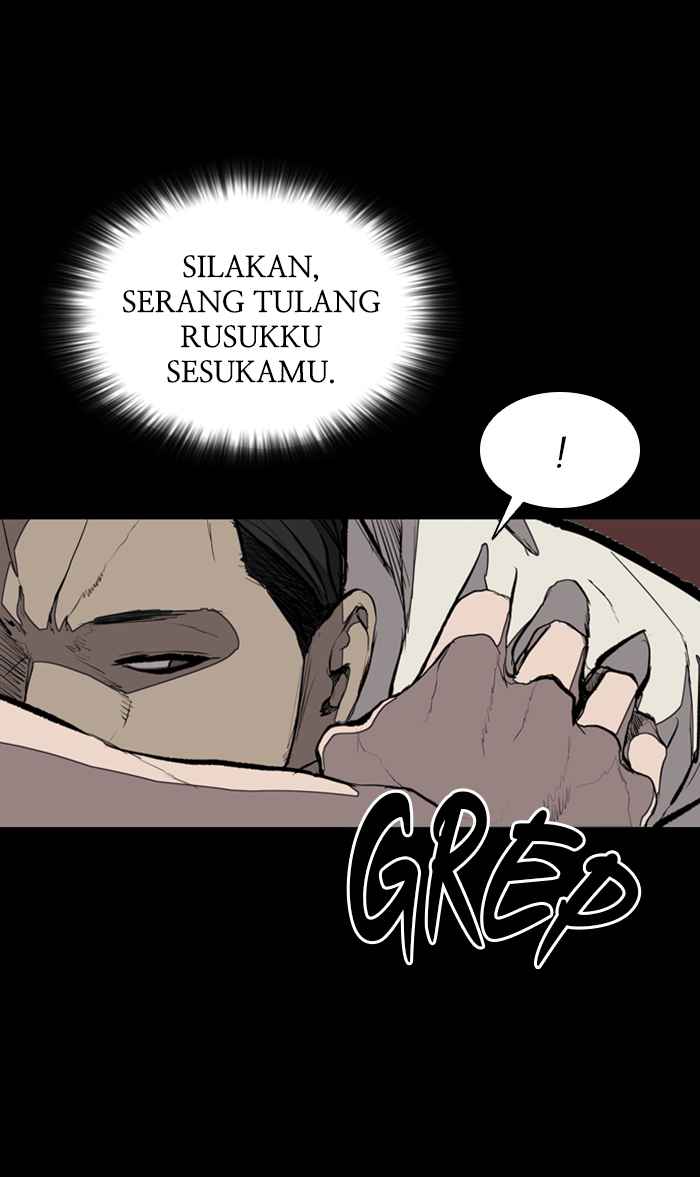 SILAKAN,
SERANG TULANG
RUSUKKU
SESUKAMU.
!
GREP